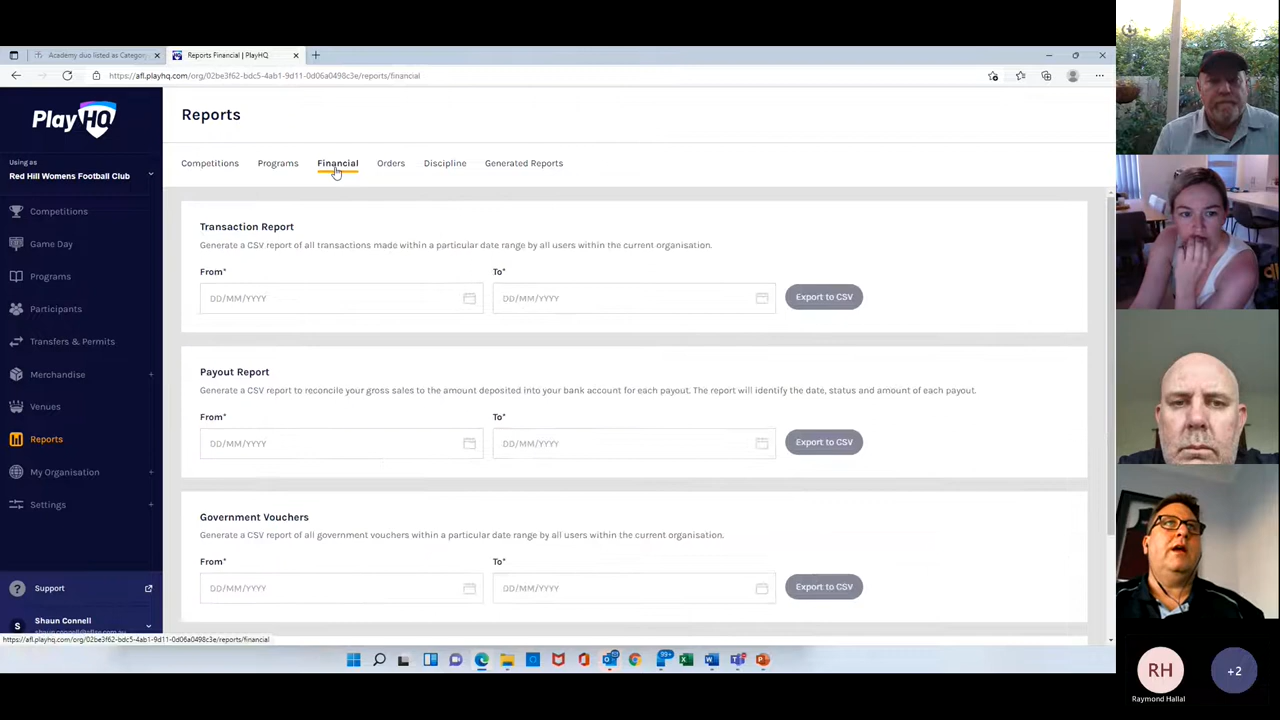 Academy duo listed as Categor
Reports Financial | PlayHQ
https://afl.playhq.com/org/02be3f62-bdc5-4ab1-9d11-0d06a0498c3e/reports/financial
PlayHQ
Using as
Red Hill Womens Football Club
Competitions
Game Day
Programs
Participants
Transfers & Permits
Merchandise
Venues
Reports
My Organisation
Settings
Support
S
Shaun Connell
https://afl.playhq.com/org/02be3f62-bdc5-4ab1-9d11-0d06a0498c3e/reports/financial
Reports
Competitions Programs Financial Orders Discipline Generated Reports
Transaction Report
Generate a CSV report of all transactions made within a particular date range by all users within the current organisation.
From* To*
DD/MM/YYYY DD/MM/YYYY Export to CSV
Payout Report
Generate a CSV report to reconcile your gross sales to the amount deposited into your bank account for each payout. The report will identify the date, status and amount of each payout.
From* To*
DD/MM/YYYY DD/MM/YYYY Export to CSV
Government Vouchers
Generate a CSV report of all government vouchers within a particular date range by all users within the current organisation.
From* To*
DD/MM/YYYY DD/MM/YYYY Export to CSV
99+
RH
Raymond Hallal
+2